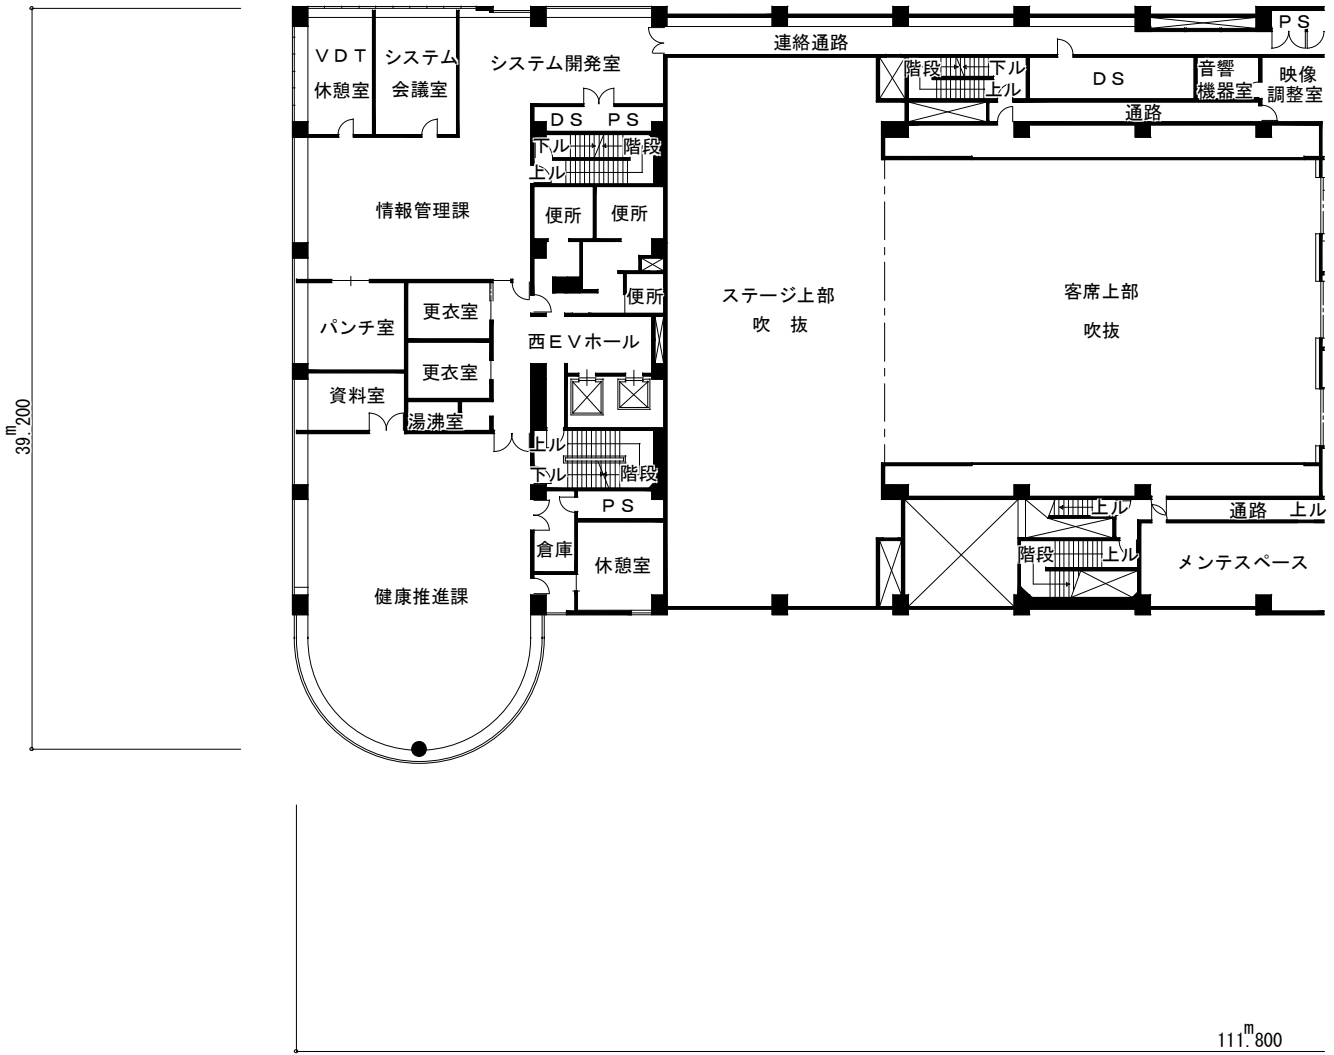 ＰＳ
連絡通路
ＶＤＴ
休憩室
システム
会議室
システム開発室
階段
下ル
上ル
ＤＳ
音響
機器室
映像
調整室
通路
ＤＳ ＰＳ
下ル
階段
上ル
情報管理課
便所
便所
便所
パンチ室
更衣室
西ＥＶホール
ステージ上部
吹 抜
客席上部
吹抜
更衣室
資料室
湯沸室
上ル
下ル
階段
ＰＳ
倉庫
休憩室
上ル
通路 上ル
階段
上ル
メンテスペース
健康推進課
39.200m
111.800m